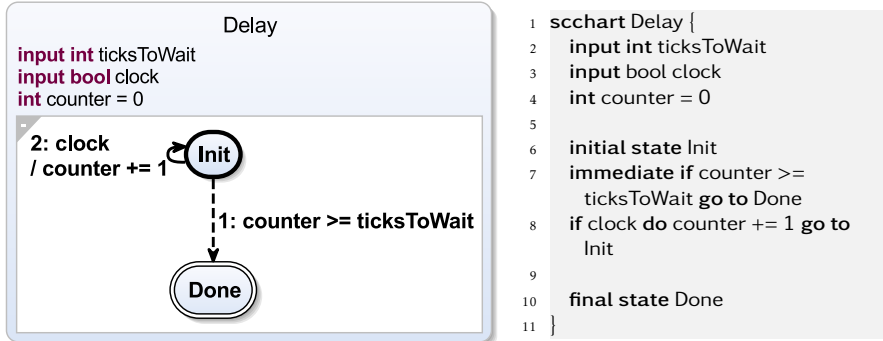 Delay
input int ticksToWait
input bool clock
int counter = 0
-
2: clock
/ counter += 1
Init
1: counter >= ticksToWait
Done
1 scchart Delay {
2 input int ticksToWait
3 input bool clock
4 int counter = 0
5
6 initial state Init
7 immediate if counter >=
ticksToWait go to Done
8 if clock do counter += 1 go to
Init
9
10 final state Done
11 }